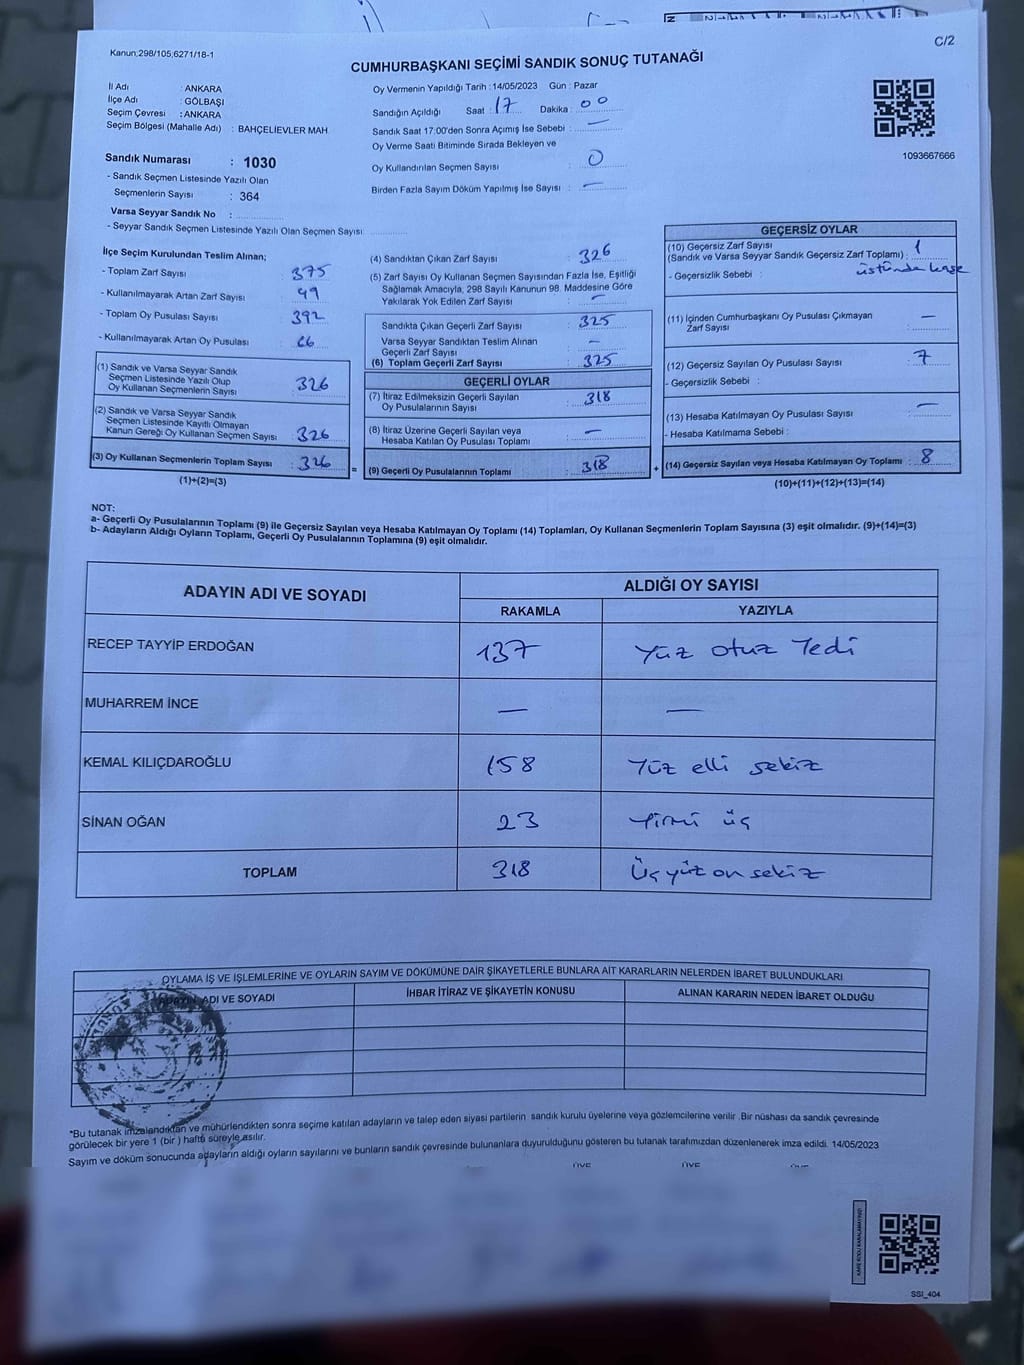 C/2
Kanun:298/105;6271/18-1
CUMHURBAŞKANI SEÇİMİ SANDIK SONUÇ TUTANAĞI
İl Adı : ANKARA
İlçe Adı : GÖLBAŞI
Seçim Çevresi : ANKARA
Seçim Bölgesi (Mahalle Adı) : BAHÇELİEVLER MAH
Sandık Numarası : 1030
- Sandık Seçmen Listesinde Yazılı Olan
Seçmenlerin Sayısı : 364
Varsa Seyyar Sandık No :
- Seyyar Sandık Seçmen Listesinde Yazılı Olan Seçmen Sayısı:
Oy Vermenin Yapıldığı Tarih :14/05/2023 Gün : Pazar
Sandığın Açıldığı Saat : 17 Dakika : 00
Sandık Saat 17:00'den Sonra Açımış İse Sebebi : —
Oy Verme Saati Bitiminde Sırada Bekleyen ve
Oy Kullandırılan Seçmen Sayısı : 0
Birden Fazla Sayım Döküm Yapılmış İse Sayısı : —
1093667666
İlçe Seçim Kurulundan Teslim Alınan;
- Toplam Zarf Sayısı : 375
- Kullanılmayarak Artan Zarf Sayısı : 49
- Toplam Oy Pusulası Sayısı : 392
- Kullanılmayarak Artan Oy Pusulası : 66
(1) Sandık ve Varsa Seyyar Sandık
Seçmen Listesinde Yazılı Olup
Oy Kullanan Seçmenlerin Sayısı : 326
(2) Sandık ve Varsa Seyyar Sandık
Seçmen Listesinde Kayıtlı Olmayan
Kanun Gereği Oy Kullanan Seçmen Sayısı : 326
(3) Oy Kullanan Seçmenlerin Toplam Sayısı : 326
(1)+(2)=(3)
=
(4) Sandıktan Çıkan Zarf Sayısı : 326
(5) Zarf Sayısı Oy Kullanan Seçmen Sayısından Fazla İse, Eşitliği
Sağlamak Amacıyla, 298 Sayılı Kanunun 98. Maddesine Göre
Yakılarak Yok Edilen Zarf Sayısı : —
Sandıkta Çıkan Geçerli Zarf Sayısı : 325
Varsa Seyyar Sandıktan Teslim Alınan
Geçerli Zarf Sayısı : —
(6) Toplam Geçerli Zarf Sayısı : 325
GEÇERLİ OYLAR
(7) İtiraz Edilmeksizin Geçerli Sayılan
Oy Pusulalarının Sayısı : 318
(8) İtiraz Üzerine Geçerli Sayılan veya
Hesaba Katılan Oy Pusulası Toplamı : —
(9) Geçerli Oy Pusulalarının Toplamı : 318
+
GEÇERSİZ OYLAR
(10) Geçersiz Zarf Sayısı
(Sandık ve Varsa Seyyar Sandık Geçersiz Zarf Toplamı) : 1
- Geçersizlik Sebebi : üstünde
(11) İçinden Cumhurbaşkanı Oy Pusulası Çıkmayan
Zarf Sayısı : —
(12) Geçersiz Sayılan Oy Pusulası Sayısı : 7
- Geçersizlik Sebebi :
(13) Hesaba Katılmayan Oy Pusulası Sayısı : —
- Hesaba Katılmama Sebebi :
(14) Geçersiz Sayılan veya Hesaba Katılmayan Oy Toplamı : 8
(10)+(11)+(12)+(13)=(14)
NOT:
a- Geçerli Oy Pusulalarının Toplamı (9) ile Geçersiz Sayılan veya Hesaba Katılmayan Oy Toplamı (14) Toplamları, Oy Kullanan Seçmenlerin Toplam Sayısına (3) eşit olmalıdır. (9)+(14)=(3)
b- Adayların Aldığı Oyların Toplamı, Geçerli Oy Pusulalarının Toplamına (9) eşit olmalıdır.
ADAYIN ADI VE SOYADI
ALDIĞI OY SAYISI
RAKAMLA YAZIYLA
RECEP TAYYİP ERDOĞAN 137 Yüz otuz Yedi
MUHARREM İNCE — —
KEMAL KILIÇDAROĞLU 158 Yüz elli sekiz
SİNAN OĞAN 23 Yirmi üç
TOPLAM 318 Üçyüz on sekiz
OYLAMA İŞ VE İŞLEMLERİNE VE OYLARIN SAYIM VE DÖKÜMÜNE DAİR ŞİKAYETLERLE BUNLARA AİT KARARLARIN NELERDEN İBARET BULUNDUKLARI
ADAYIN ADI VE SOYADI İHBAR İTİRAZ VE ŞİKAYETİN KONUSU ALINAN KARARIN NEDEN İBARET OLDUĞU
*Bu tutanak imzalandıktan ve mühürlendikten sonra seçime katılan adayların ve talep eden siyasi partilerin sandık kurulu üyelerine veya gözlemcilerine verilir .Bir nüshası da sandık çevresinde
görülecek bir yere 1 (bir ) hafta süreyle asılır.
Sayım ve döküm sonucunda adayların aldığı oyların sayılarını ve bunların sandık çevresinde bulunanlara duyurulduğunu gösteren bu tutanak tarafımızdan düzenlenerek imza edildi. 14/05/2023
ÜYE ÜYE ÜYE
KARE KODU KARALAMAYINIZ!
SSI_404